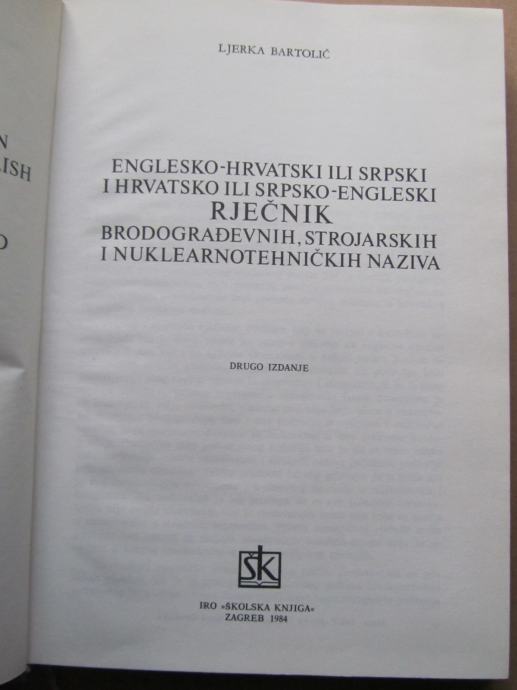 LJERKA BARTOLIĆ
ENGLESKO-HRVATSKI ILI SRPSKI
I HRVATSKO ILI SRPSKO-ENGLESKI
RJEČNIK
BRODOGRAĐEVNIH, STROJARSKIH
I NUKLEARNOTEHNIČKIH NAZIVA
DRUGO IZDANJE
ŠK
IRO »ŠKOLSKA KNJIGA«
ZAGREB 1984